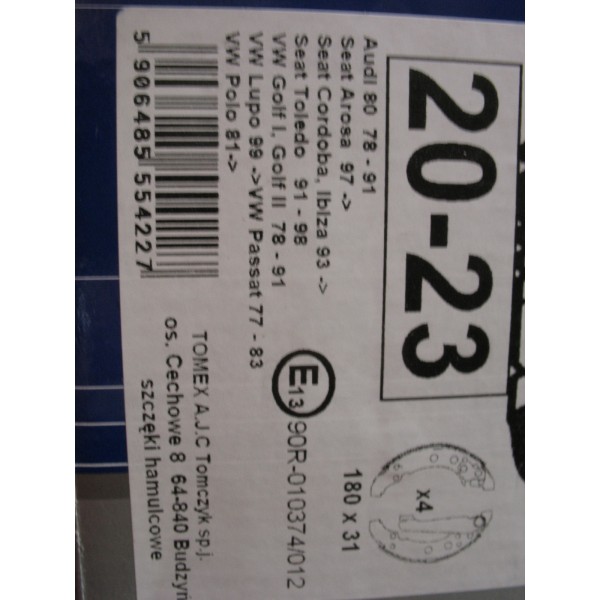 20-23
Audi 80 78 - 91
Seat Arosa 97 ->
Seat Cordoba, Ibiza 93 ->
Seat Toledo 91 - 98
VW Golf I, Golf II 78 - 91
VW Lupo 99 ->VW Passat 77 - 83
VW Polo 81->
x4
180 x 31
E13
90R-010374/012
5 906485 554227
TOMEX A.J.C Tomczyk sp.j.
os. Cechowe 8 64-840 Budzyń
szczęki hamulcowe